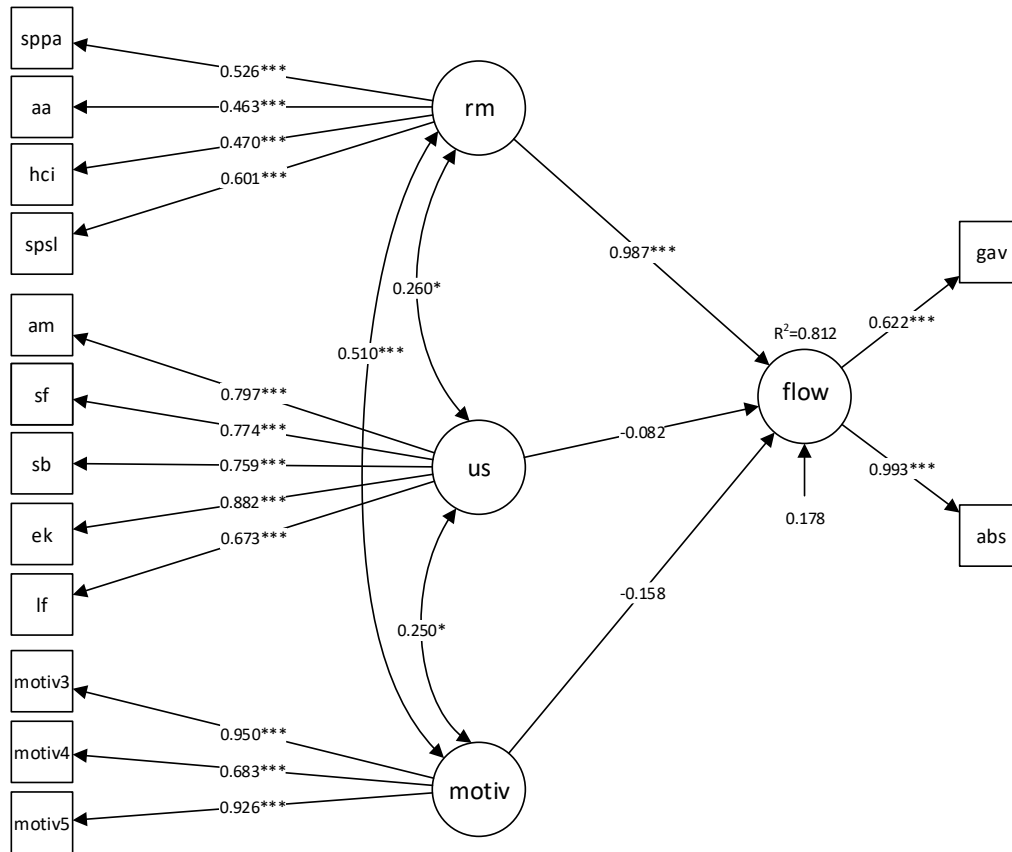 sppa
0.526***
aa
0.463***
rm
hci
0.470***
0.601***
spsl
gav
0.987***
0.260*
am
0.622***
R²=0.812
0.510***
sf
0.797***
flow
0.774***
-0.082
sb
0.759***
us
0.993***
0.882***
ek
0.178
abs
0.673***
lf
-0.158
0.250*
motiv3
0.950***
motiv4
0.683***
motiv
0.926***
motiv5